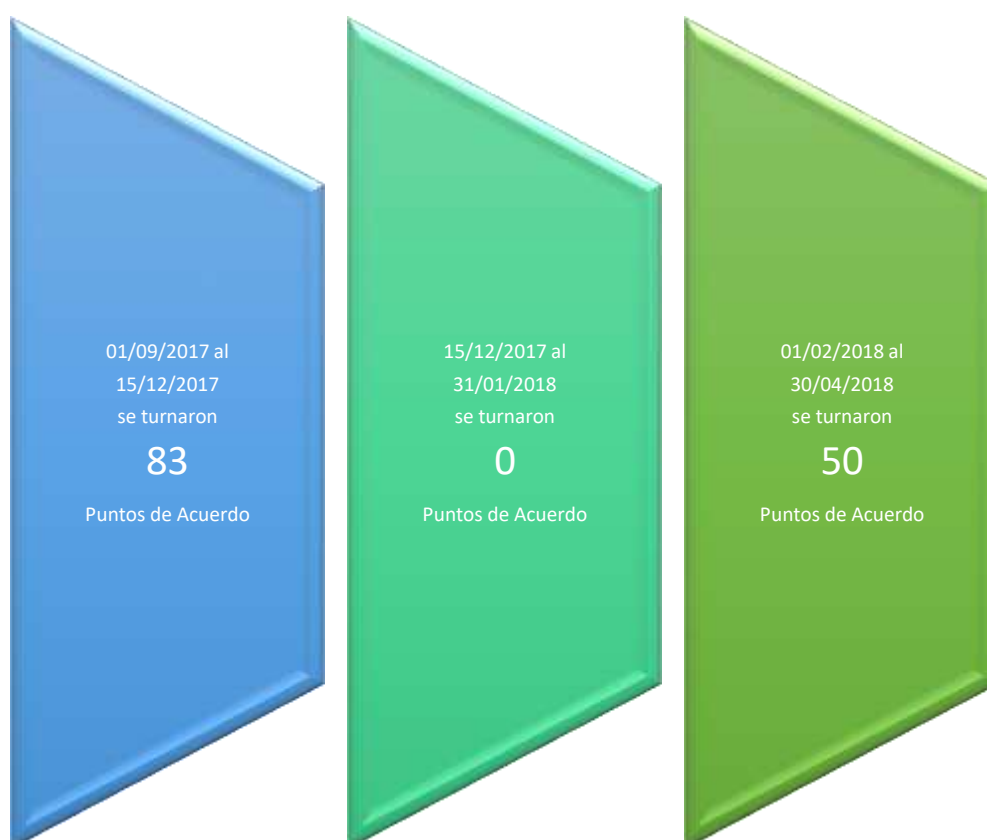 01/09/2017 al
15/12/2017
se turnaron
83
Puntos de Acuerdo
15/12/2017 al
31/01/2018
se turnaron
0
Puntos de Acuerdo
01/02/2018 al
30/04/2018
se turnaron
50
Puntos de Acuerdo